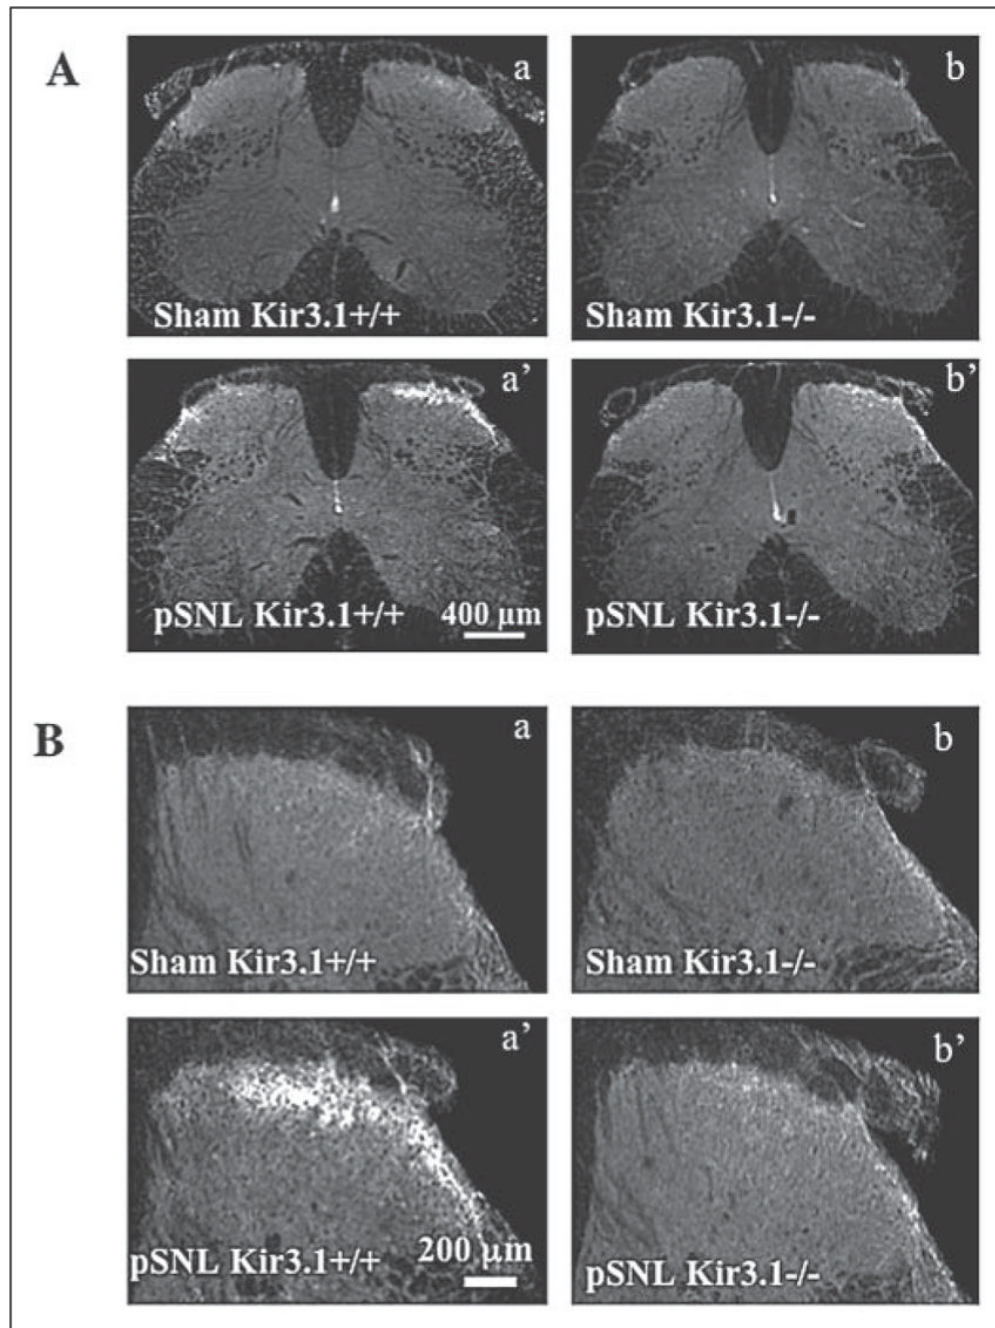 A
a
Sham Kir3.1+/+
b
Sham Kir3.1-/-
a’
pSNL Kir3.1+/+
400 µm
b’
pSNL Kir3.1-/-
B
a
Sham Kir3.1+/+
b
Sham Kir3.1-/-
a’
pSNL Kir3.1+/+
200 µm
b’
pSNL Kir3.1-/-